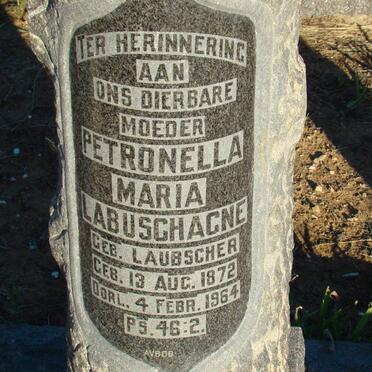 TER HERINNERING
AAN
ONS DIERBARE
MOEDER
PETRONELLA
MARIA
LABUSCHAGNE
GEB. LAUBSCHER
GEB. 13 AUG. 1872
OORL. 4 FEBR. 1964
PS. 46:2.
AVBOB